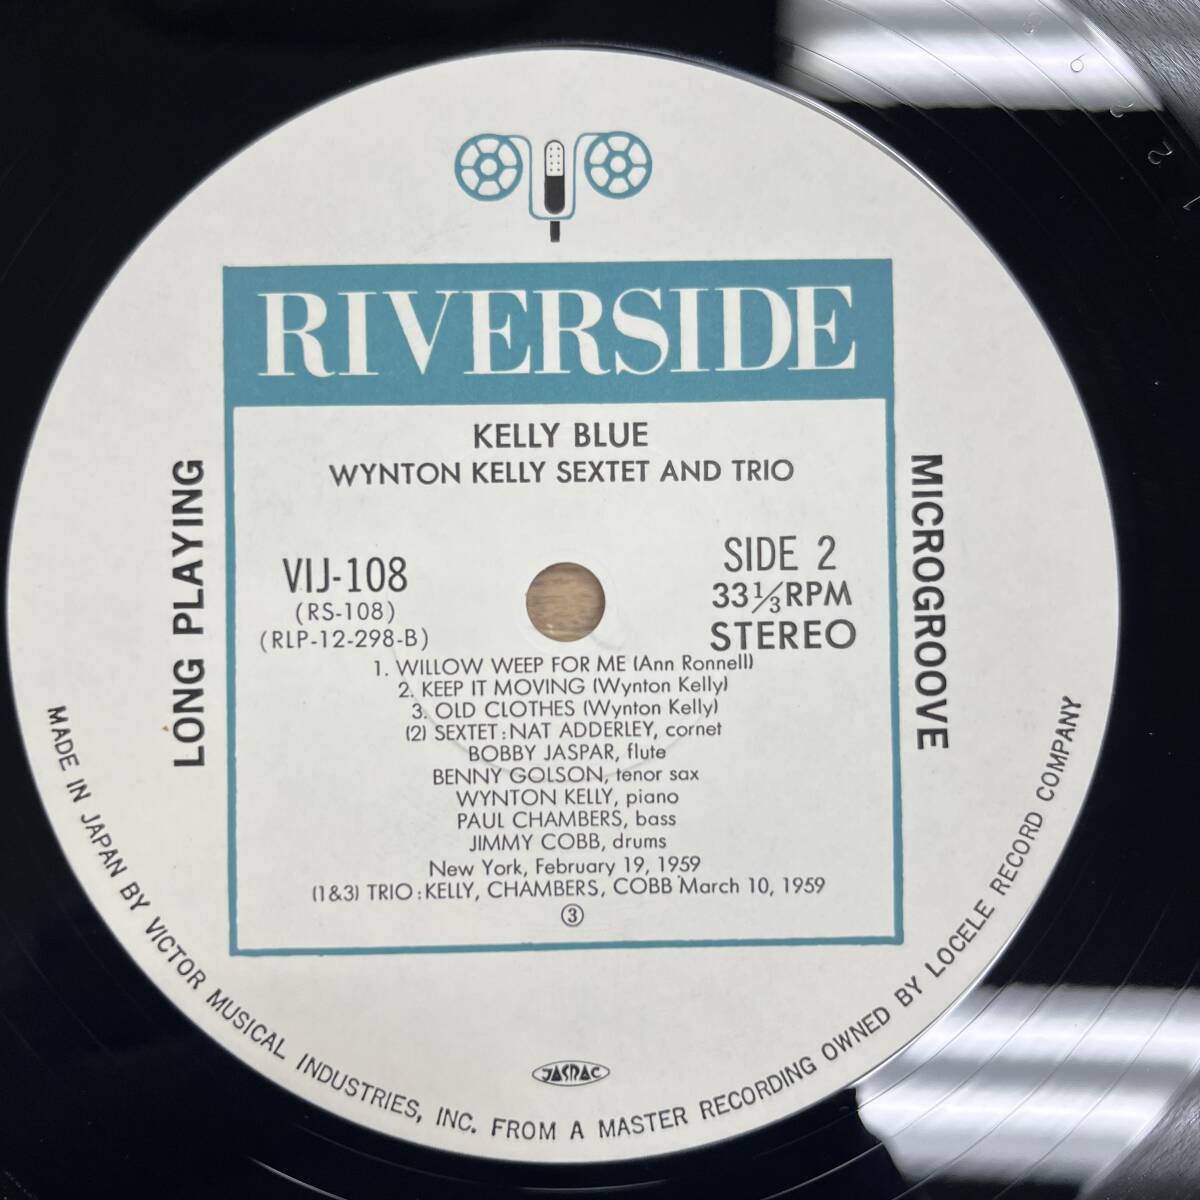 RIVERSIDE
KELLY BLUE
WYNTON KELLY SEXTET AND TRIO
LONG PLAYING
MICROGROOVE
VIJ-108
(RS-108)
(RLP-12-298-B)
SIDE 2
33 1/3 RPM
STEREO
1. WILLOW WEEP FOR ME (Ann Ronnell)
2. KEEP IT MOVING (Wynton Kelly)
3. OLD CLOTHES (Wynton Kelly)
(2) SEXTET: NAT ADDERLEY, cornet
BOBBY JASPAR, flute
BENNY GOLSON, tenor sax
WYNTON KELLY, piano
PAUL CHAMBERS, bass
JIMMY COBB, drums
New York, February 19, 1959
(1&3) TRIO: KELLY, CHAMBERS, COBB March 10, 1959
③
JASRAC
MADE IN JAPAN BY VICTOR MUSICAL INDUSTRIES, INC. FROM A MASTER RECORDING OWNED BY LOCELE RECORD COMPANY